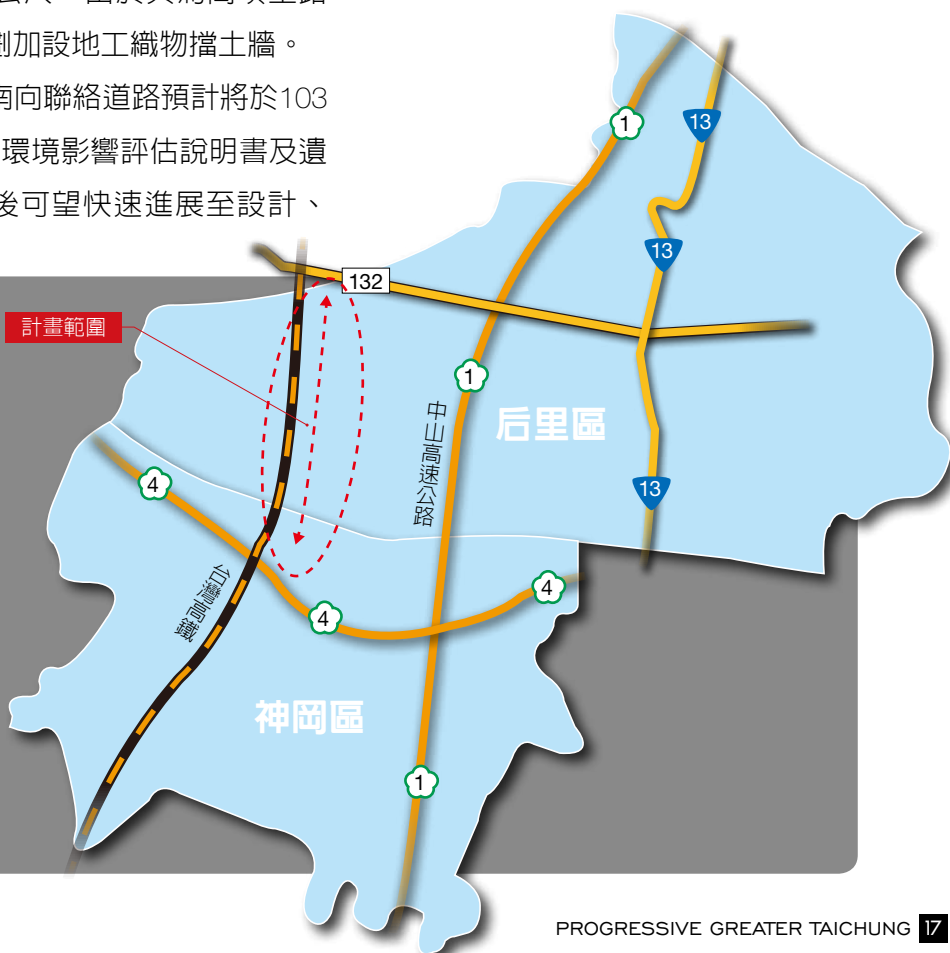 由於
劃加設地工織物擋土牆。
南向聯絡道路預計將於103
環境影響評估說明書及遺
後可望快速進展至設計、
1
13
13
132
計畫範圍
1
中山高速公路
后里區
4
13
台灣高鐵
4
4
神岡區
1
PROGRESSIVE GREATER TAICHUNG 17